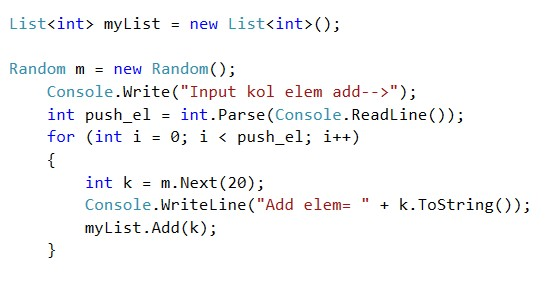 List<int> myList = new List<int>();
Random m = new Random();
Console.Write("Input kol elem add-->");
int push_el = int.Parse(Console.ReadLine());
for (int i = 0; i < push_el; i++)
{
int k = m.Next(20);
Console.WriteLine("Add elem= " + k.ToString());
myList.Add(k);
}